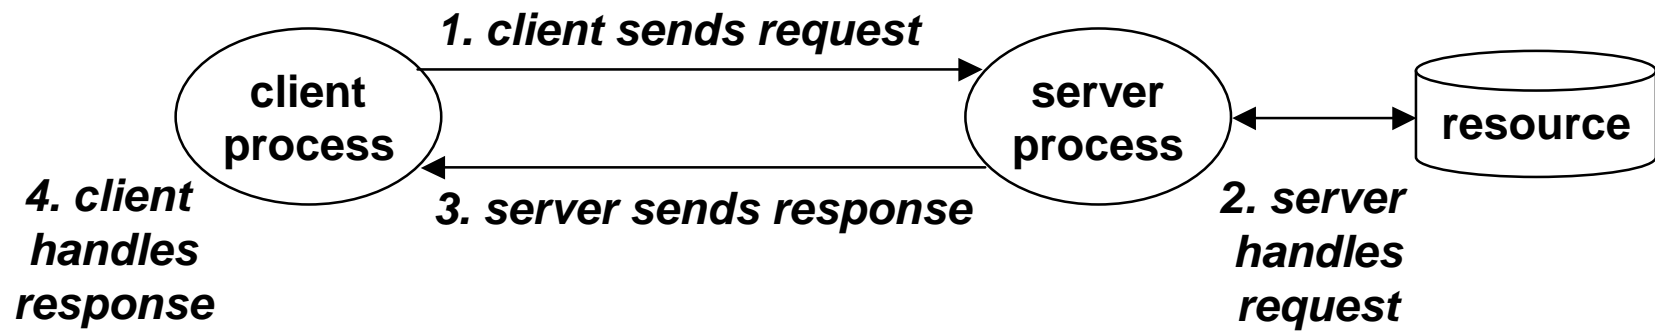 1. client sends request
client
process
server
process
resource
3. server sends response
4. client
handles
response
2. server
handles
request